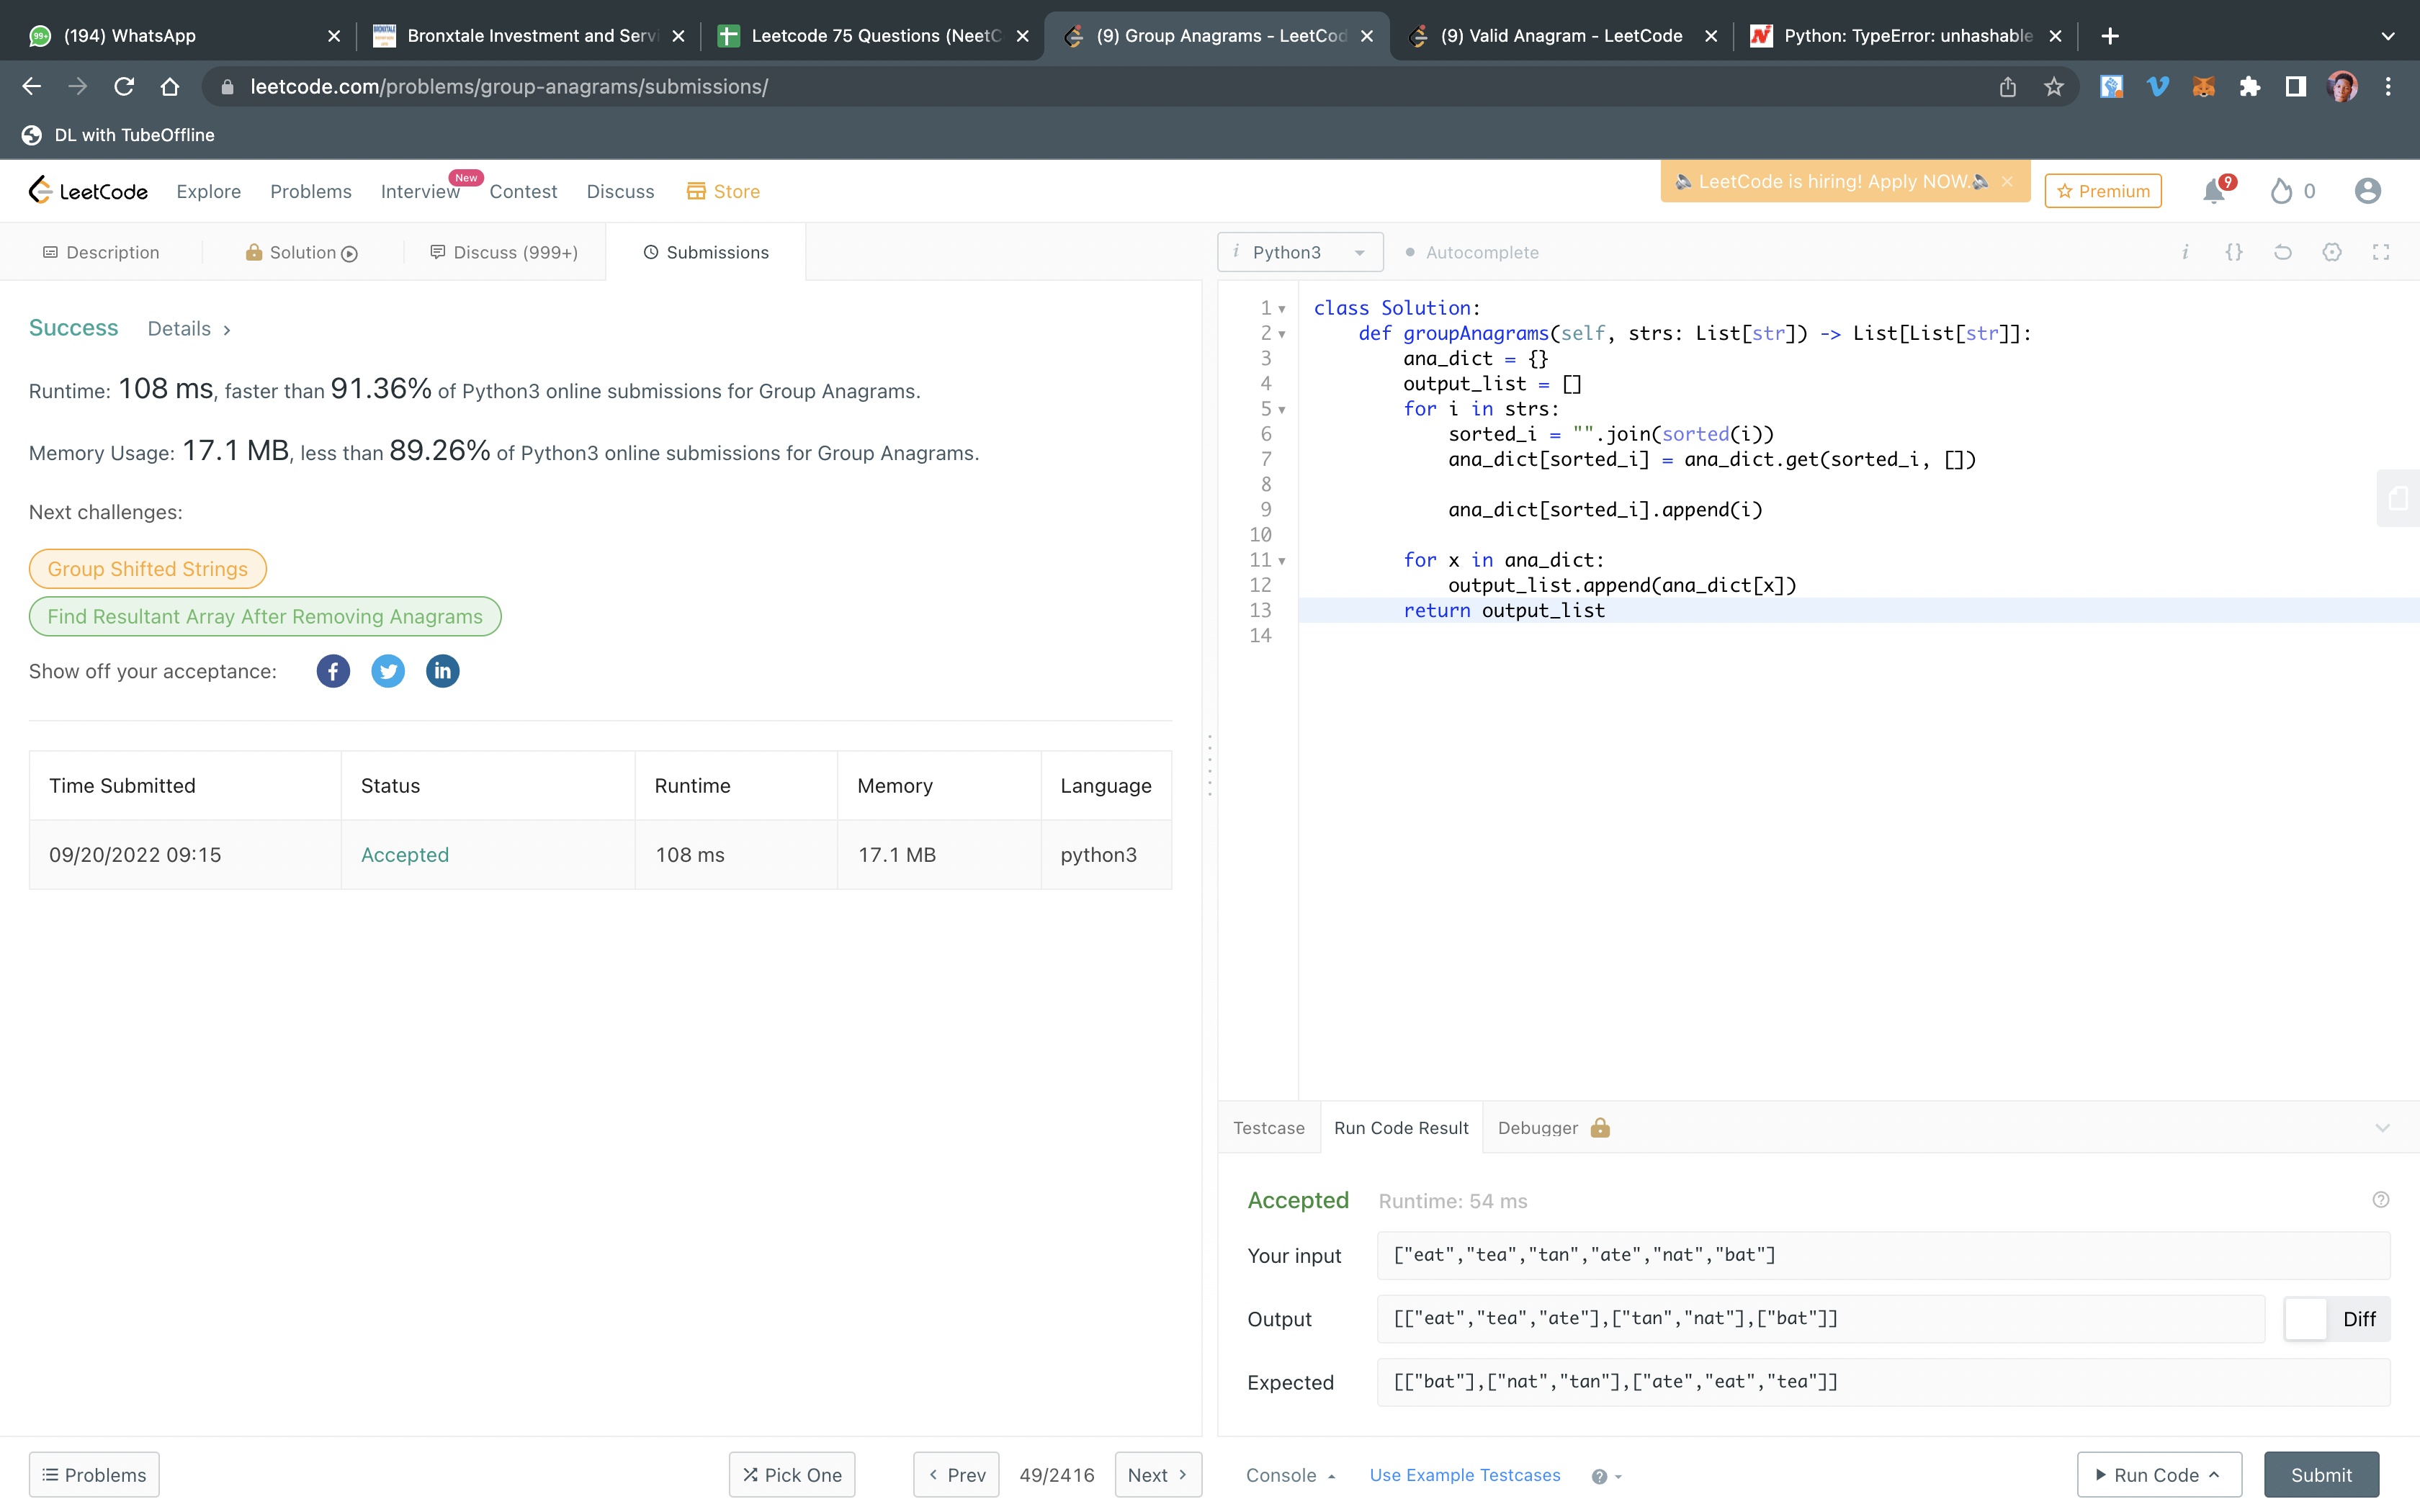 (194) WhatsApp
Bronxtale Investment and Servi
Leetcode 75 Questions (NeetC
(9) Group Anagrams - LeetCod
(9) Valid Anagram - LeetCode
Python: TypeError: unhashable
leetcode.com/problems/group-anagrams/submissions/
DL with TubeOffline
LeetCode Explore Problems Interview New Contest Discuss Store
LeetCode is hiring! Apply NOW. Premium 9 0
Description Solution Discuss (999+) Submissions
Success Details >
Runtime: 108 ms, faster than 91.36% of Python3 online submissions for Group Anagrams.
Memory Usage: 17.1 MB, less than 89.26% of Python3 online submissions for Group Anagrams.
Next challenges:
Group Shifted Strings
Find Resultant Array After Removing Anagrams
Show off your acceptance:
Time Submitted Status Runtime Memory Language
09/20/2022 09:15 Accepted 108 ms 17.1 MB python3
i Python3 Autocomplete i {}
1 class Solution:
2 def groupAnagrams(self, strs: List[str]) -> List[List[str]]:
3 ana_dict = {}
4 output_list = []
5 for i in strs:
6 sorted_i = "".join(sorted(i))
7 ana_dict[sorted_i] = ana_dict.get(sorted_i, [])
8
9 ana_dict[sorted_i].append(i)
10
11 for x in ana_dict:
12 output_list.append(ana_dict[x])
13 return output_list
14
Testcase Run Code Result Debugger
Accepted Runtime: 54 ms
Your input ["eat","tea","tan","ate","nat","bat"]
Output [["eat","tea","ate"],["tan","nat"],["bat"]] Diff
Expected [["bat"],["nat","tan"],["ate","eat","tea"]]
Problems Pick One < Prev 49/2416 Next > Console Use Example Testcases Run Code Submit